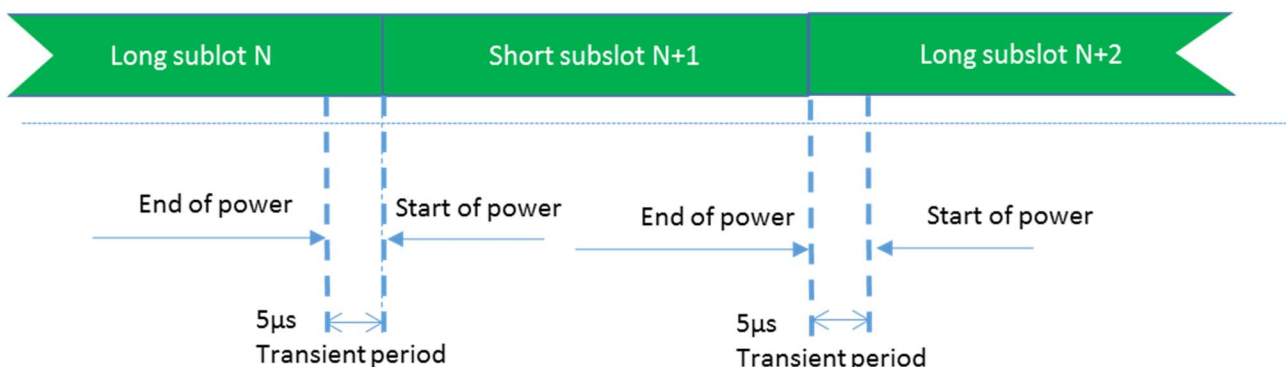 Long sublot N
Short subslot N+1
Long subslot N+2
End of power
Start of power
End of power
Start of power
5µs
Transient period
5µs
Transient period